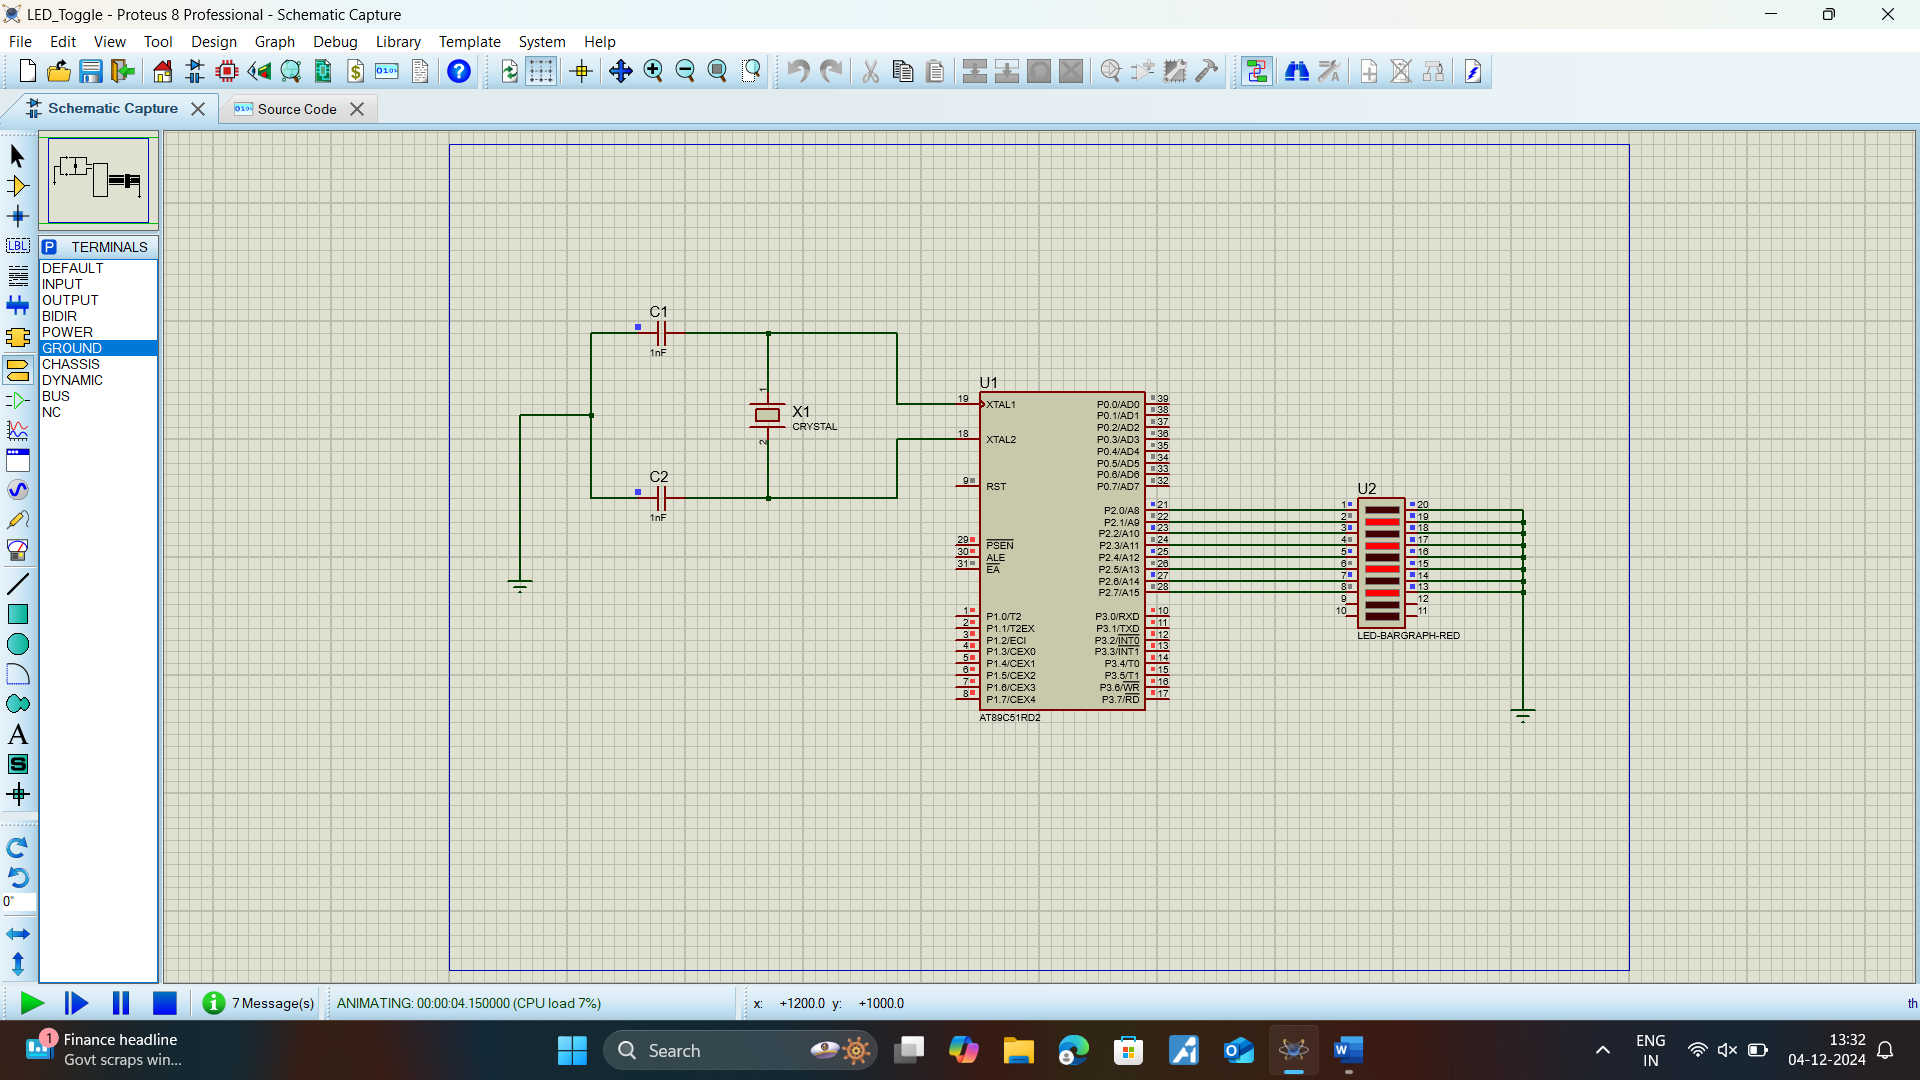 LED_Toggle - Proteus 8 Professional - Schematic Capture
File Edit View Tool Design Graph Debug Library Template System Help
Schematic Capture
Source Code
P TERMINALS
DEFAULT
INPUT
OUTPUT
BIDIR
POWER
GROUND
CHASSIS
DYNAMIC
BUS
NC
LBL
A
S
0°
C1
1nF
X1
CRYSTAL
1
2
C2
1nF
U1
19 XTAL1
18 XTAL2
9 RST
29 PSEN
30 ALE
31 EA
1 P1.0/T2
2 P1.1/T2EX
3 P1.2/ECI
4 P1.3/CEX0
5 P1.4/CEX1
6 P1.5/CEX2
7 P1.6/CEX3
8 P1.7/CEX4
P0.0/AD0 39
P0.1/AD1 38
P0.2/AD2 37
P0.3/AD3 36
P0.4/AD4 35
P0.5/AD5 34
P0.6/AD6 33
P0.7/AD7 32
P2.0/A8 21
P2.1/A9 22
P2.2/A10 23
P2.3/A11 24
P2.4/A12 25
P2.5/A13 26
P2.6/A14 27
P2.7/A15 28
P3.0/RXD 10
P3.1/TXD 11
P3.2/INT0 12
P3.3/INT1 13
P3.4/T0 14
P3.5/T1 15
P3.6/WR 16
P3.7/RD 17
AT89C51RD2
U2
1 20
2 19
3 18
4 17
5 16
6 15
7 14
8 13
9 12
10 11
LED-BARGRAPH-RED
7 Message(s)
ANIMATING: 00:00:04.150000 (CPU load 7%)
x: +1200.0 y: +1000.0
th
1
Finance headline
Govt scraps win...
Search
ENG
IN
13:32
04-12-2024